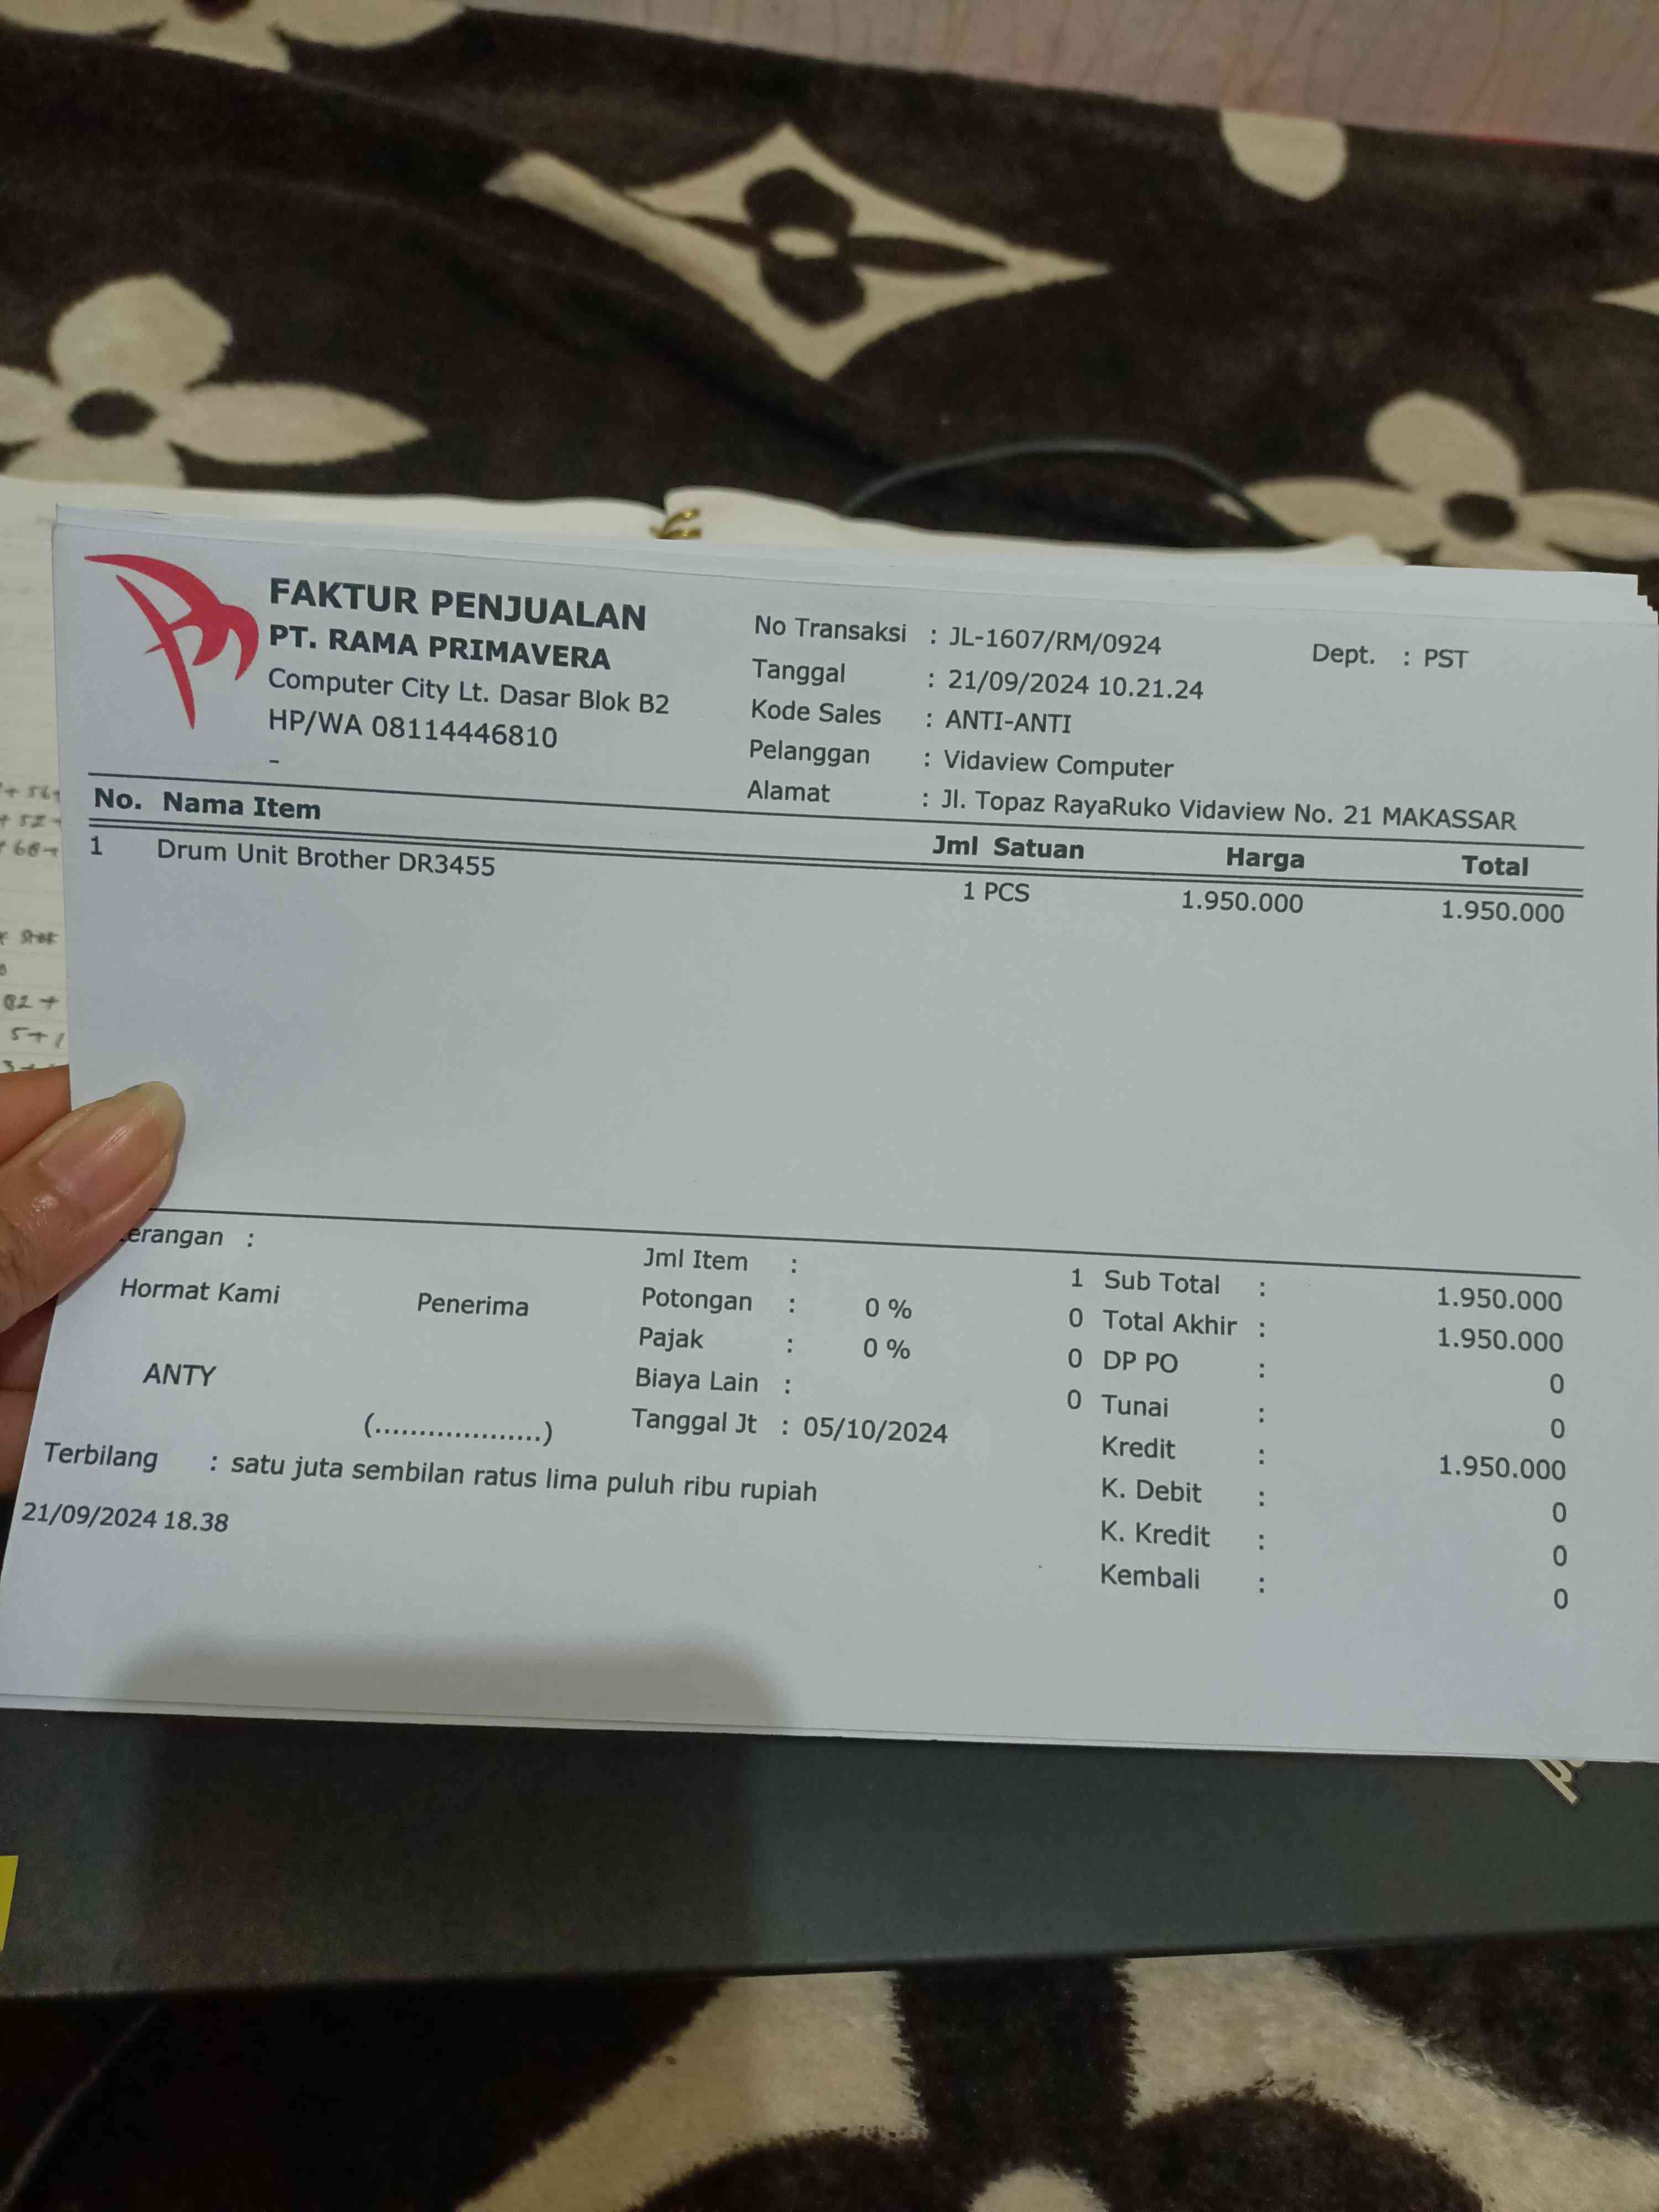 FAKTUR PENJUALAN
PT. RAMA PRIMAVERA
Computer City Lt. Dasar Blok B2
HP/WA 08114446810
-
No Transaksi : JL-1607/RM/0924 Dept. : PST
Tanggal : 21/09/2024 10.21.24
Kode Sales : ANTI-ANTI
Pelanggan : Vidaview Computer
Alamat : Jl. Topaz RayaRuko Vidaview No. 21 MAKASSAR
No. Nama Item Jml Satuan Harga Total
1 Drum Unit Brother DR3455 1 PCS 1.950.000 1.950.000
erangan :
Hormat Kami Penerima
ANTY
(...................)
Jml Item : 1
Potongan : 0 % 0
Pajak : 0 % 0
Biaya Lain : 0
Tanggal Jt : 05/10/2024
Sub Total : 1.950.000
Total Akhir : 1.950.000
DP PO : 0
Tunai : 0
Kredit : 1.950.000
K. Debit : 0
K. Kredit : 0
Kembali : 0
Terbilang : satu juta sembilan ratus lima puluh ribu rupiah
21/09/2024 18.38